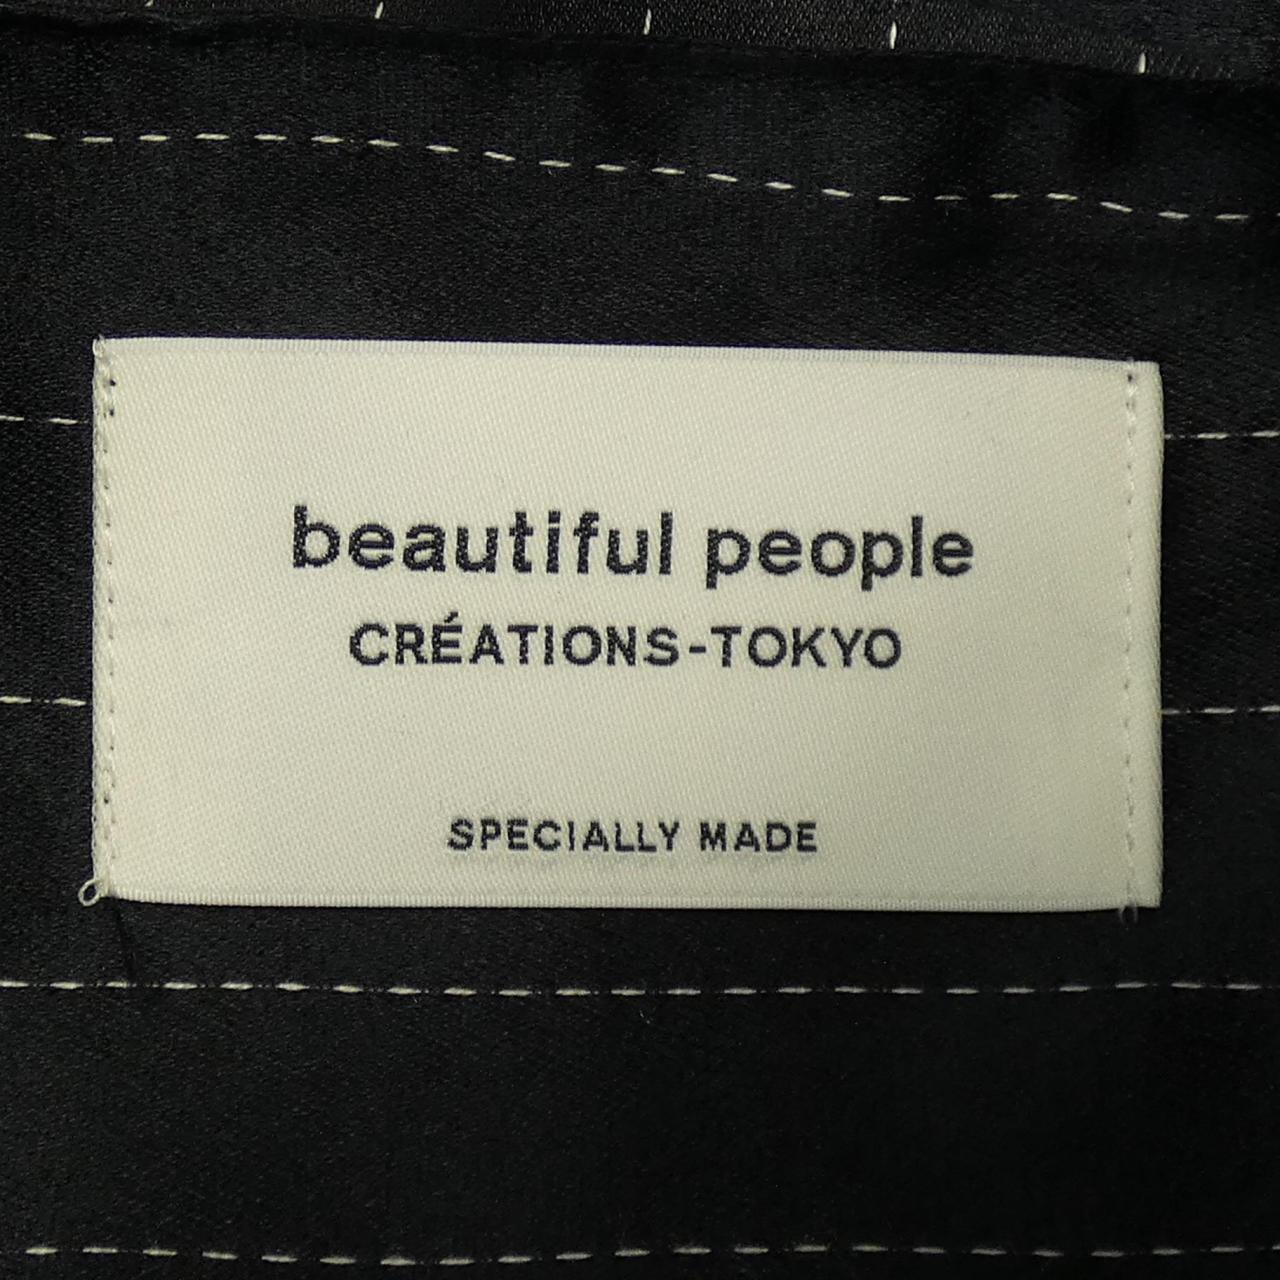 beautiful people
CRÉATIONS-TOKYO
SPECIALLY MADE